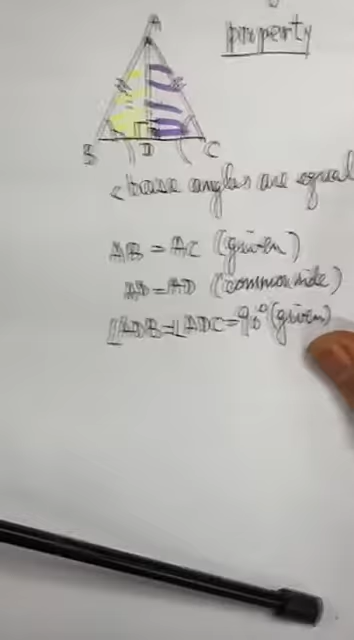 property
A
B D C
base angles are equal
AB = AC (given)
AD = AD (common side)
∠ADB = ∠ADC = 90° (given)